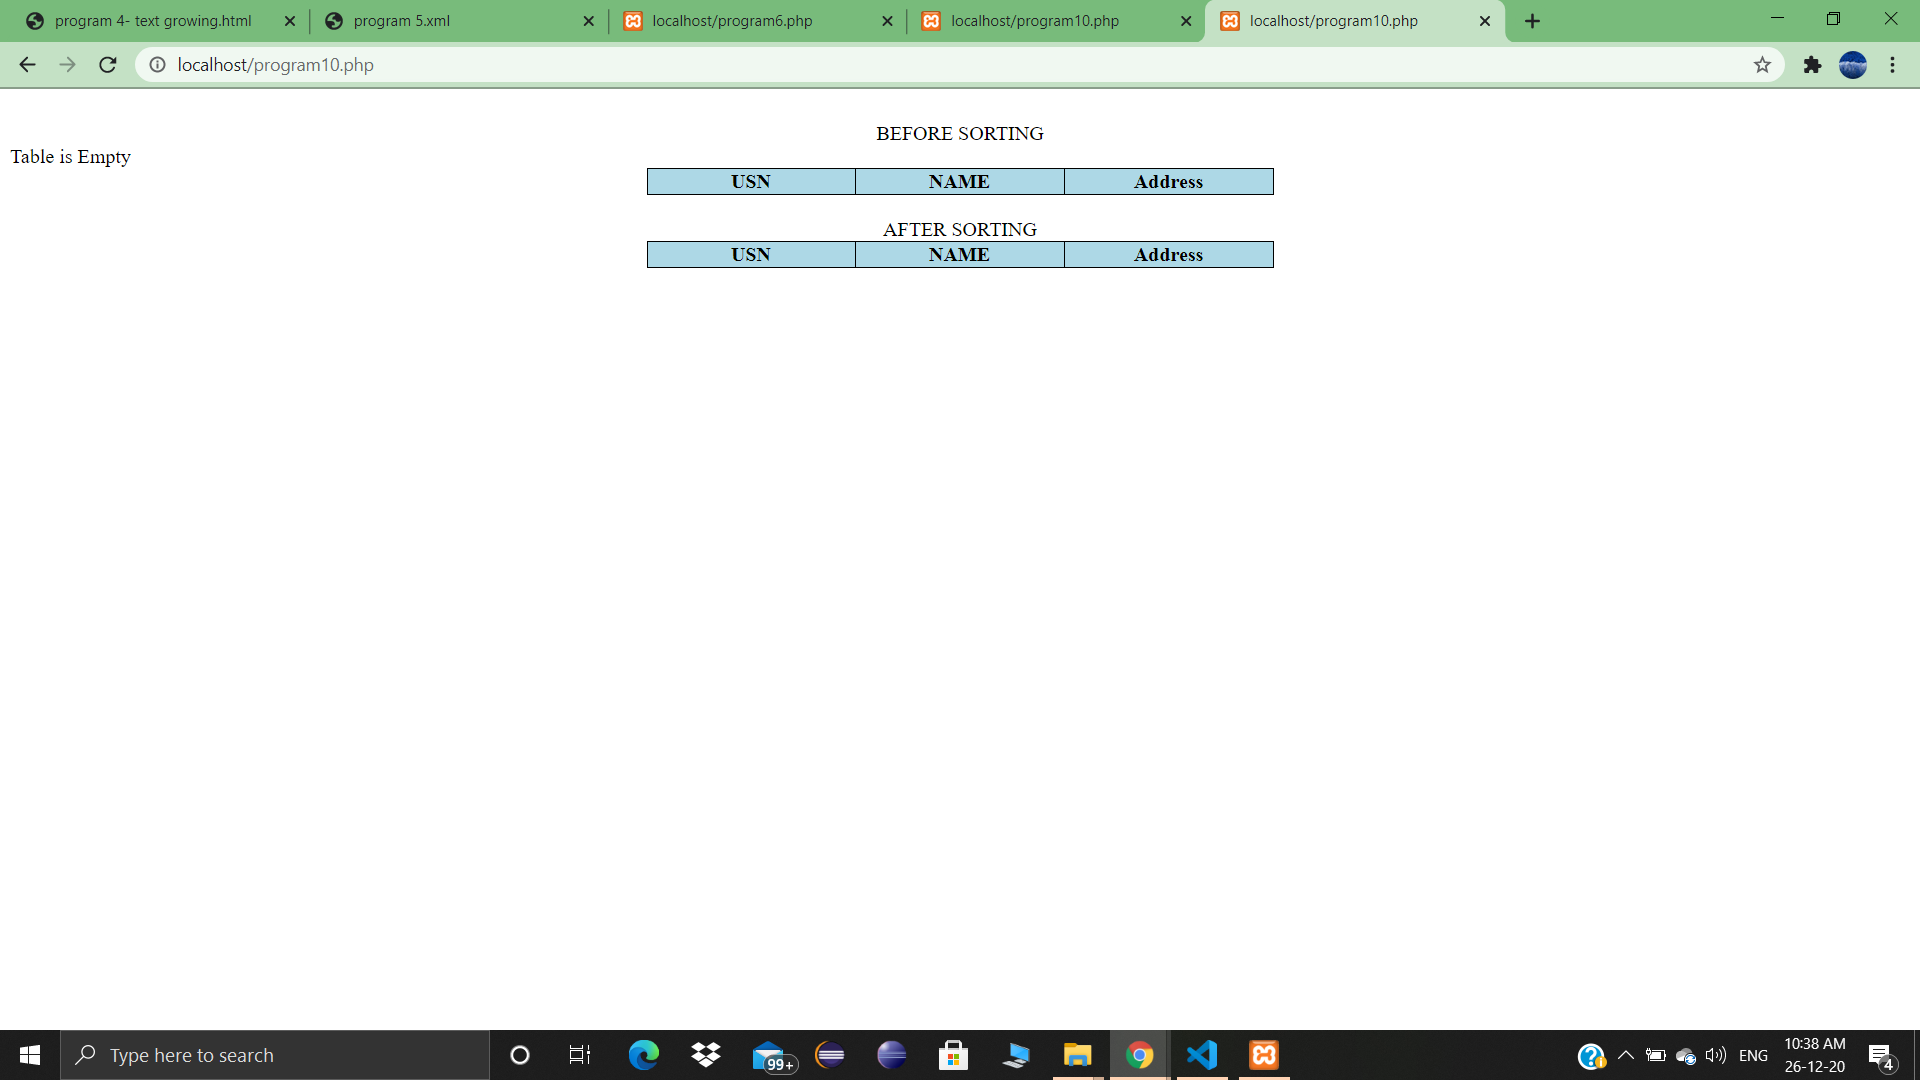 program 4- text growing.html
program 5.xml
localhost/program6.php
localhost/program10.php
localhost/program10.php
localhost/program10.php
BEFORE SORTING
Table is Empty
USN NAME Address
AFTER SORTING
USN NAME Address
Type here to search
99+
ENG
10:38 AM
26-12-20
4